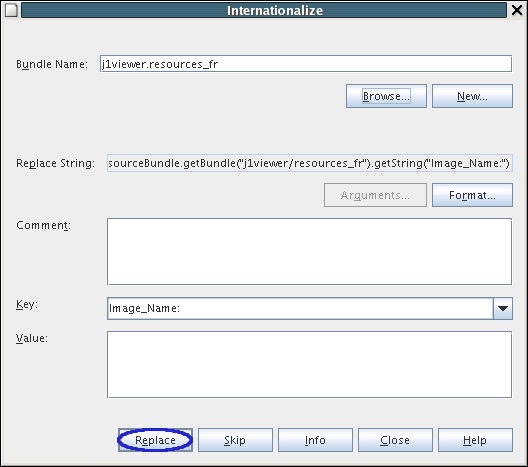 Internationalize
Bundle Name: j1viewer.resources_fr
Browse... New...
Replace String: sourceBundle.getBundle("j1viewer/resources_fr").getString("Image_Name:")
Arguments... Format...
Comment:
Key: Image_Name:
Value:
Replace Skip Info Close Help